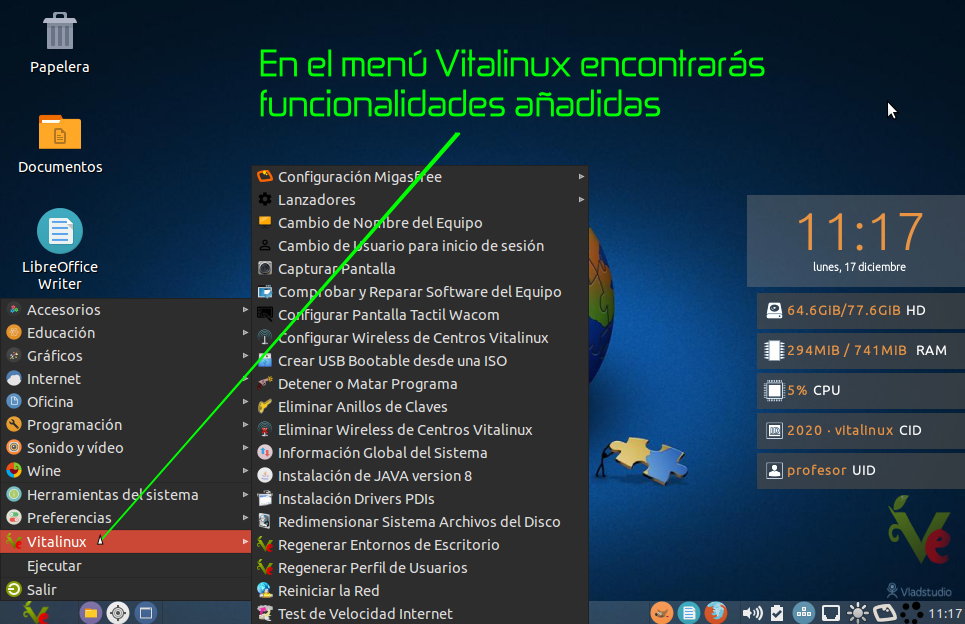 En el menú Vitalinux encontrarás
funcionalidades añadidas
Papelera
Documentos
LibreOffice
Writer
Accesorios
Educación
Gráficos
Internet
Oficina
Programación
Sonido y vídeo
Wine
Herramientas del sistema
Preferencias
Vitalinux
Ejecutar
Salir
Configuración Migasfree
Lanzadores
Cambio de Nombre del Equipo
Cambio de Usuario para inicio de sesión
Capturar Pantalla
Comprobar y Reparar Software del Equipo
Configurar Pantalla Tactil Wacom
Configurar Wireless de Centros Vitalinux
Crear USB Bootable desde una ISO
Detener o Matar Programa
Eliminar Anillos de Claves
Eliminar Wireless de Centros Vitalinux
Información Global del Sistema
Instalación de JAVA version 8
Instalación Drivers PDIs
Redimensionar Sistema Archivos del Disco
Regenerar Entornos de Escritorio
Regenerar Perfil de Usuarios
Reiniciar la Red
Test de Velocidad Internet
11:17
lunes, 17 diciembre
64.6GIB/77.6GIB HD
294MIB / 741MIB RAM
5% CPU
2020 - vitalinux CID
profesor UID
Vladstudio
11:17